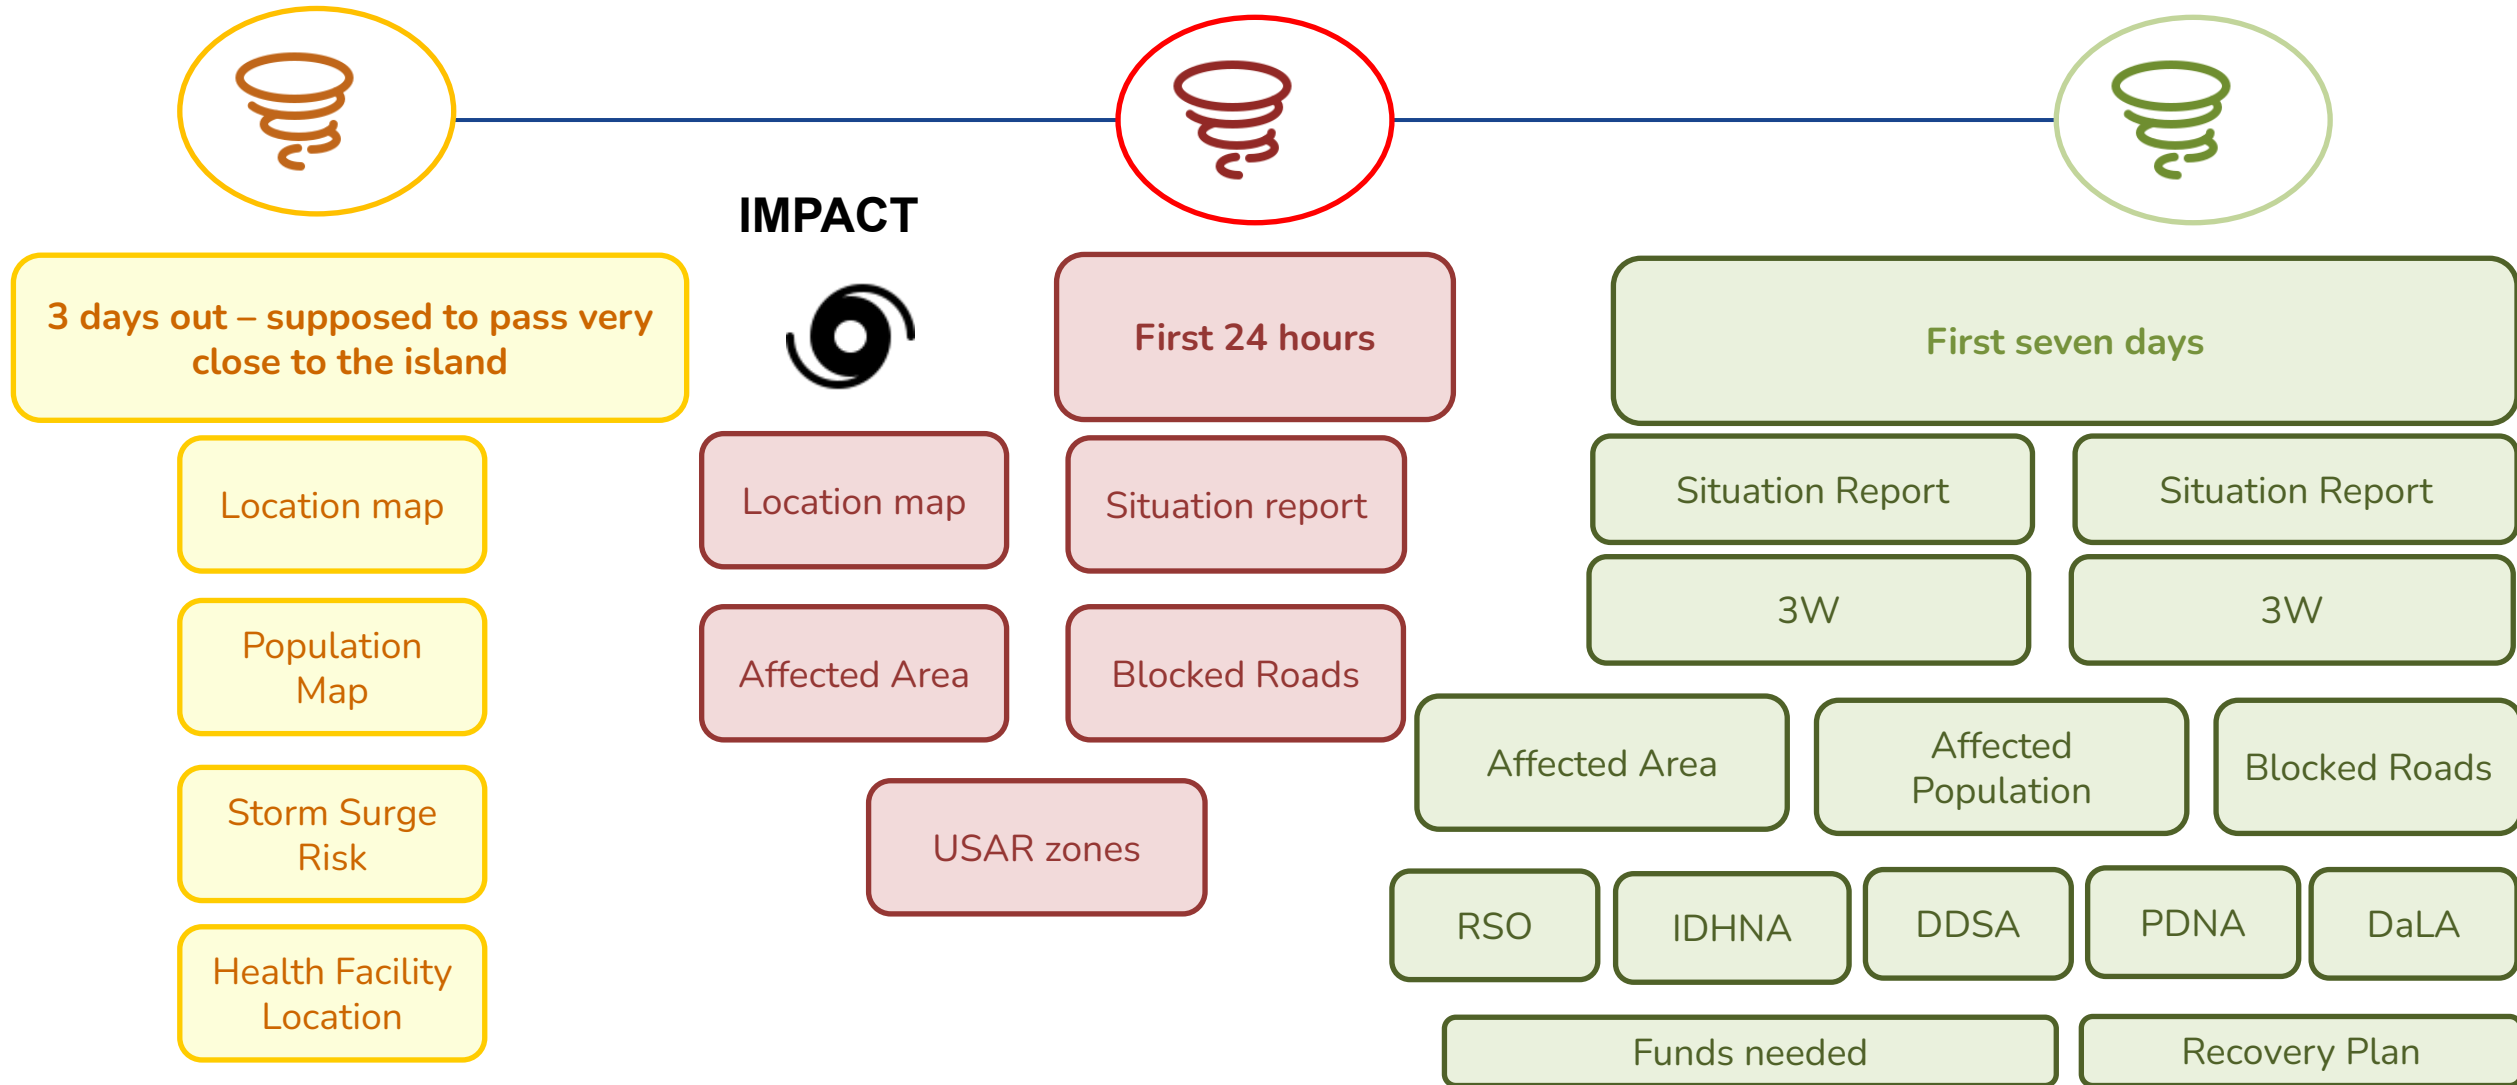 IMPACT
3 days out – supposed to pass very
close to the island
First 24 hours
First seven days
Location map
Population
Map
Storm Surge
Risk
Health Facility
Location
Location map
Situation report
Affected Area
Blocked Roads
USAR zones
Situation Report
Situation Report
3W
3W
Affected Area
Affected
Population
Blocked Roads
RSO
IDHNA
DDSA
PDNA
DaLA
Funds needed
Recovery Plan